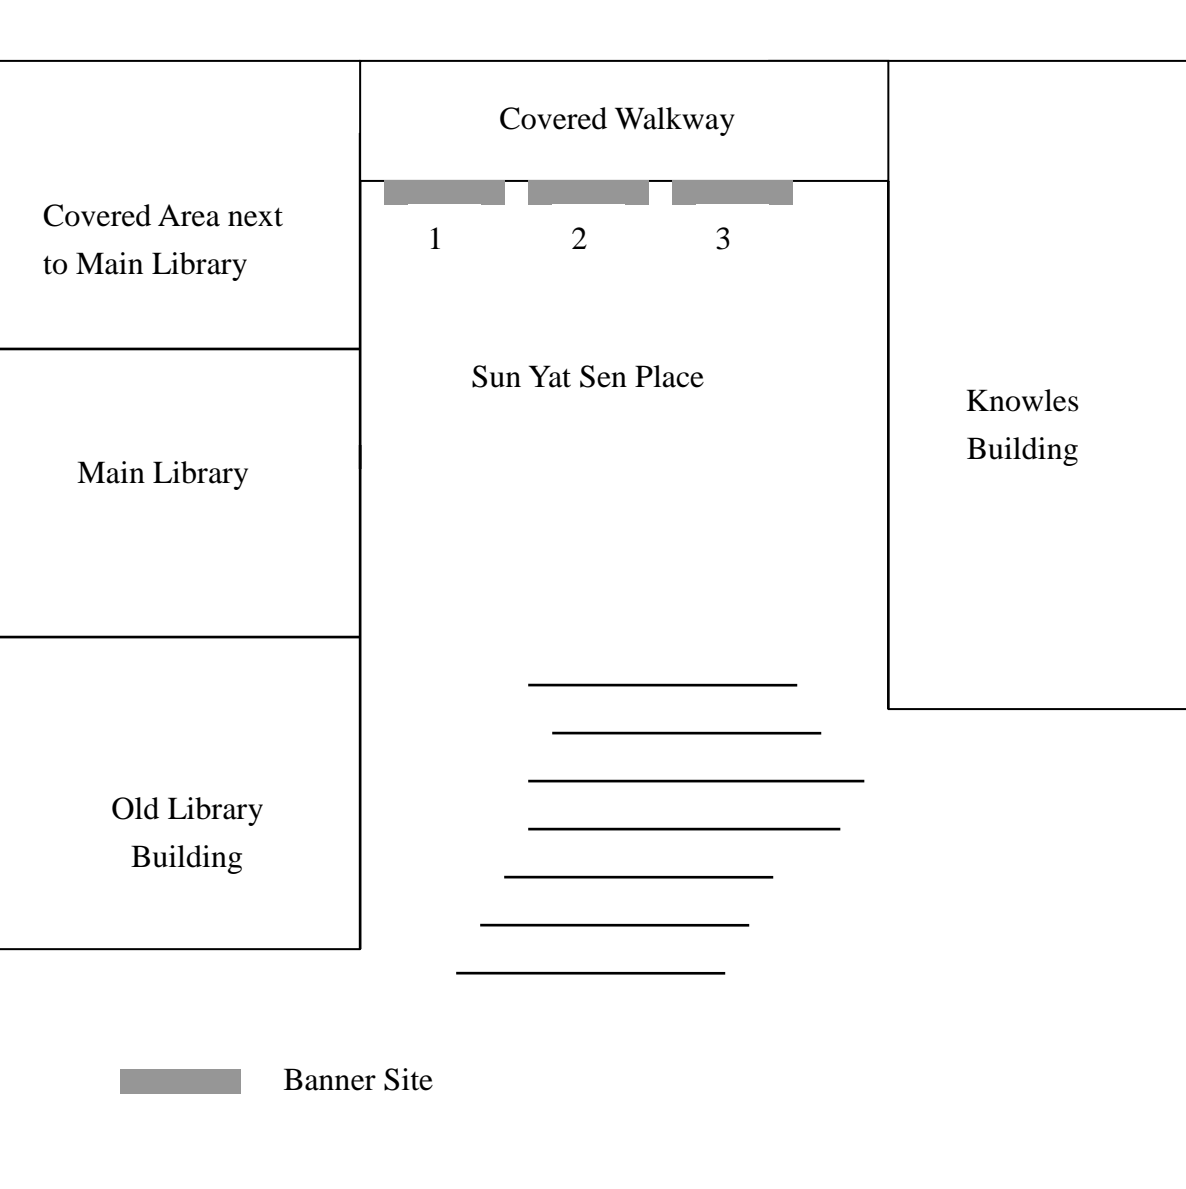 Covered Walkway
Covered Area next
to Main Library
1
2
3
Sun Yat Sen Place
Knowles
Building
Main Library
Old Library
Building
Banner Site